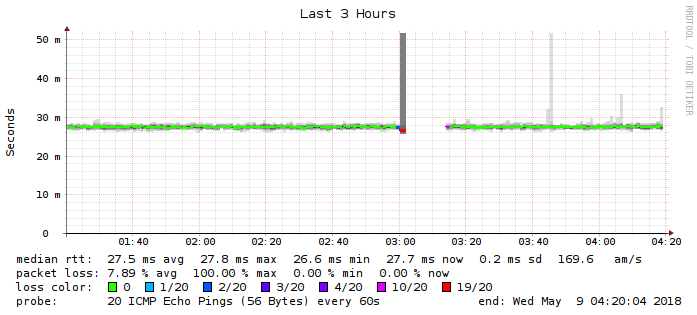 Last 3 Hours
RRDTOOL / TOBI OETIKER
Seconds
50 m
40 m
30 m
20 m
10 m
0
01:40 02:00 02:20 02:40 03:00 03:20 03:40 04:00 04:20
median rtt: 27.5 ms avg 27.8 ms max 26.6 ms min 27.7 ms now 0.2 ms sd 169.6 am/s
packet loss: 7.89 % avg 100.00 % max 0.00 % min 0.00 % now
loss color: 0 1/20 2/20 3/20 4/20 10/20 19/20
probe: 20 ICMP Echo Pings (56 Bytes) every 60s end: Wed May 9 04:20:04 2018